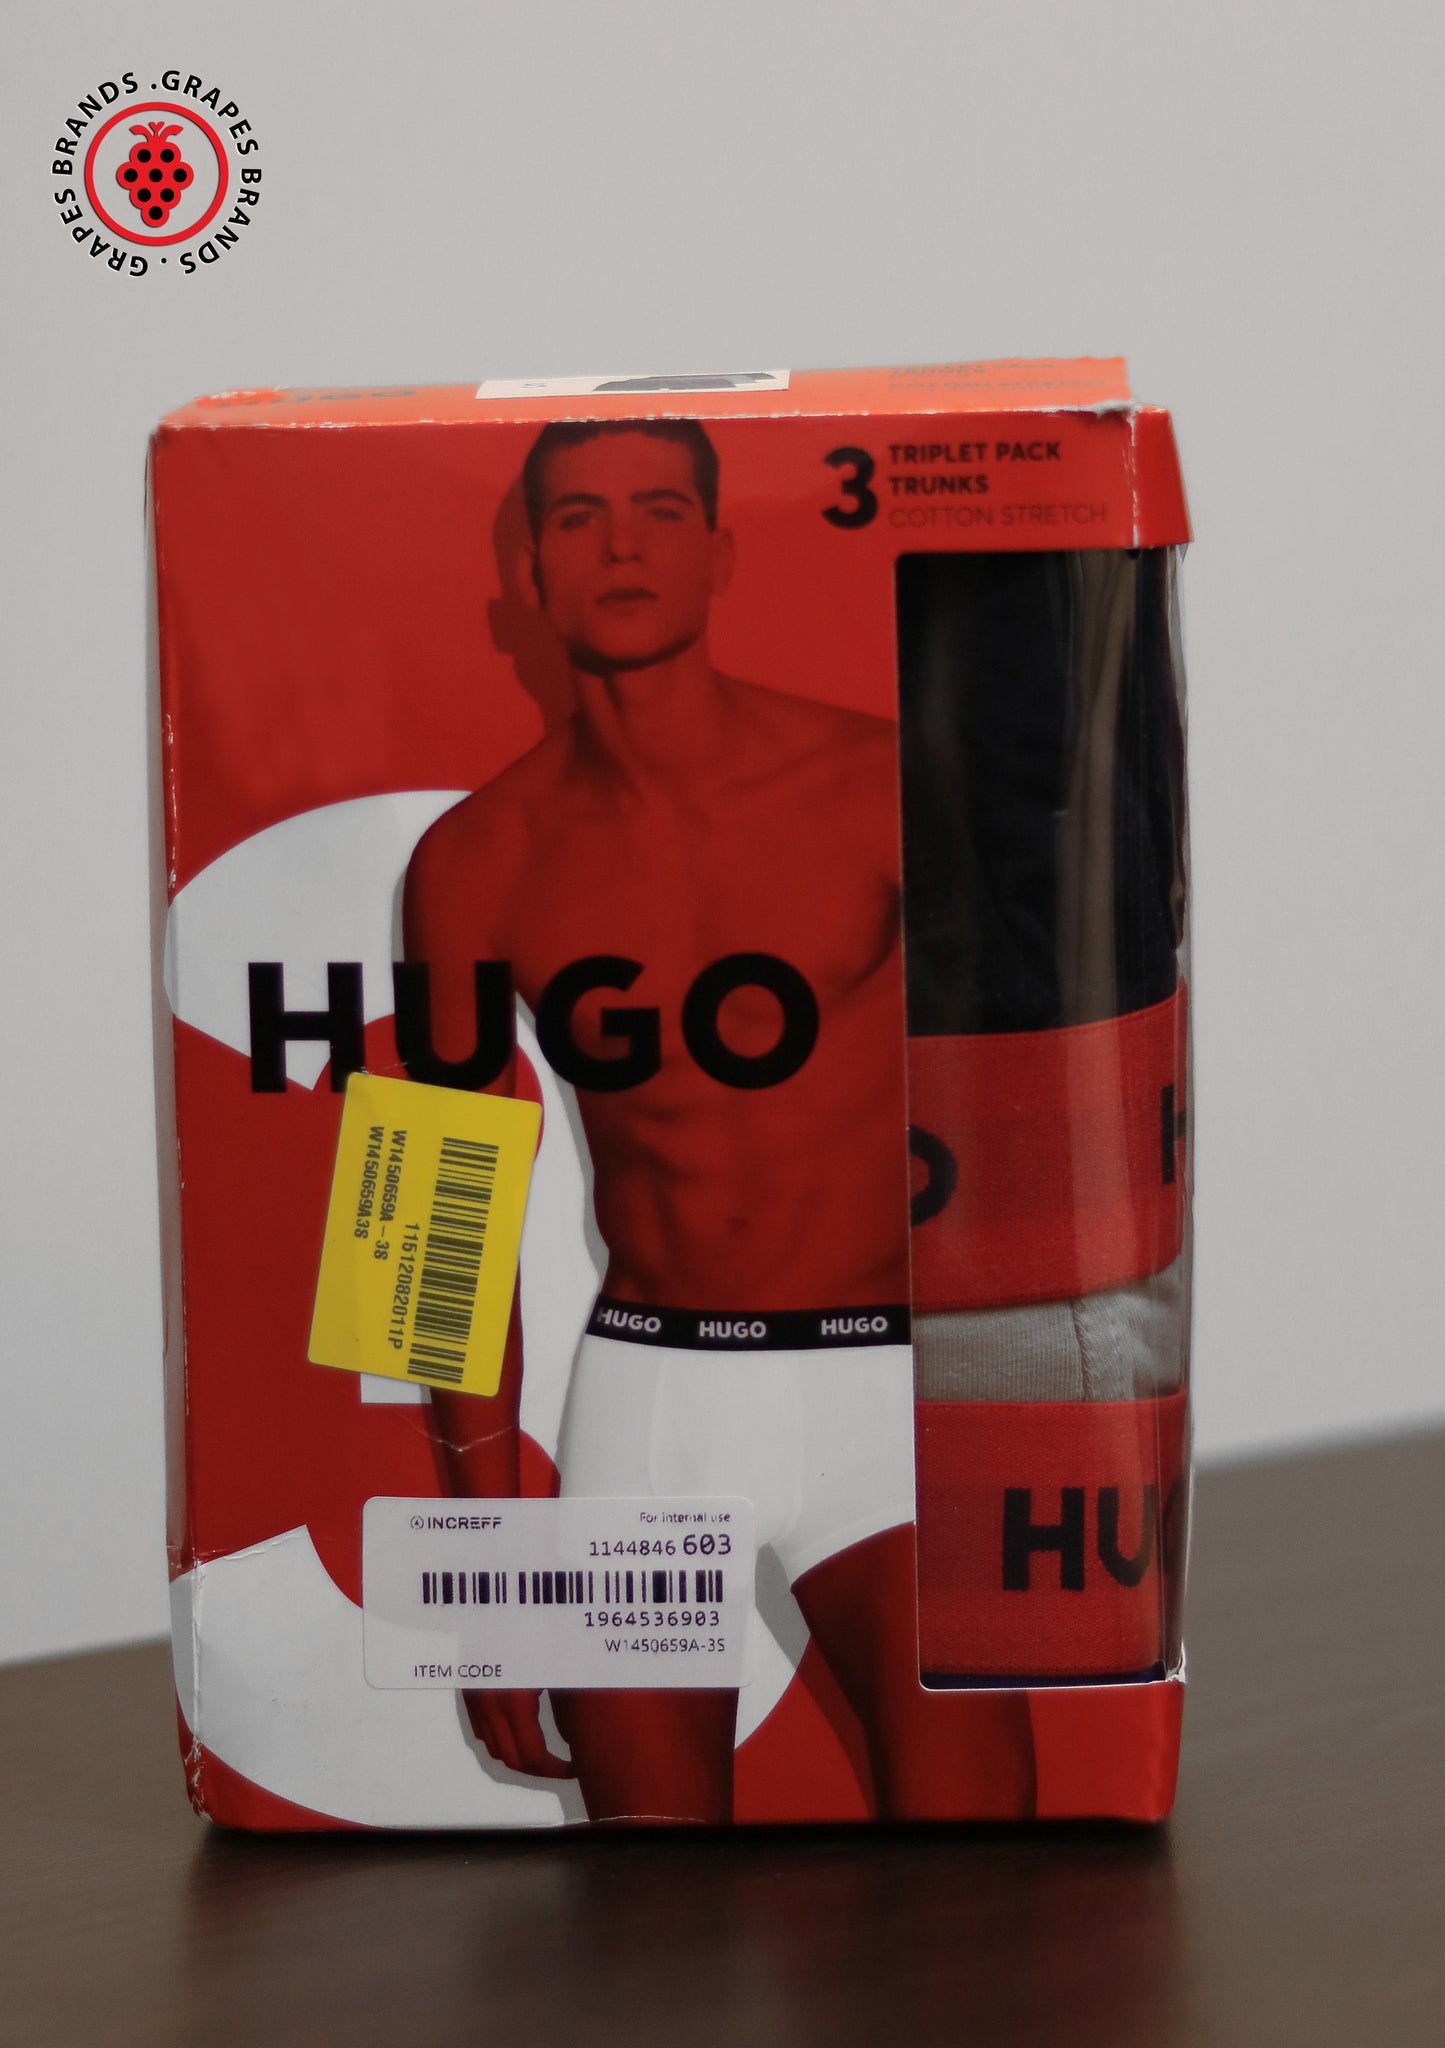 GRAPES BRANDS . GRAPES BRANDS .
HUGO
3
TRIPLET PACK
TRUNKS
COTTON STRETCH
HUGO
W1450659A-3S
W1450659A3S
11512082011P
HUGO HUGO HUGO
H
O
HU
INCREFF
For internal use
1144846 603
1964536903
W1450659A-3S
ITEM CODE